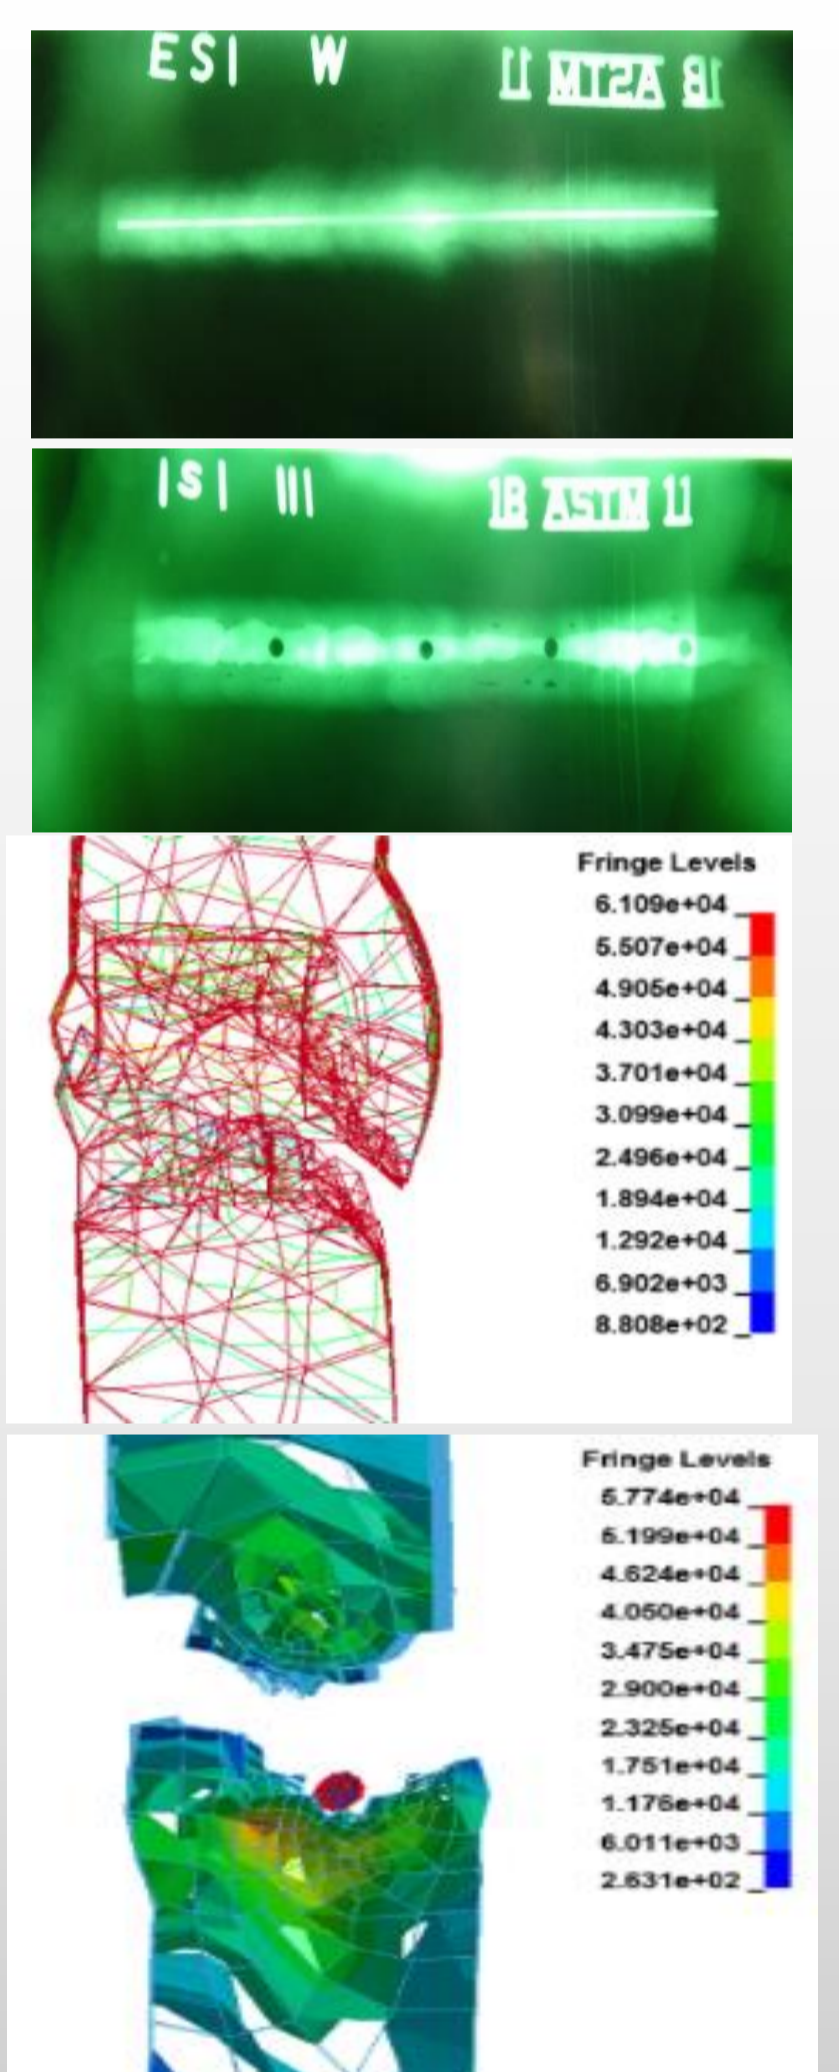 ESI W 11 ASTM 1B
ISI III 1B ASTM 11
Fringe Levels
6.109e+04
5.507e+04
4.905e+04
4.303e+04
3.701e+04
3.099e+04
2.496e+04
1.894e+04
1.292e+04
6.902e+03
8.808e+02
Fringe Levels
5.774e+04
5.199e+04
4.624e+04
4.050e+04
3.475e+04
2.900e+04
2.325e+04
1.751e+04
1.176e+04
6.011e+03
2.631e+02